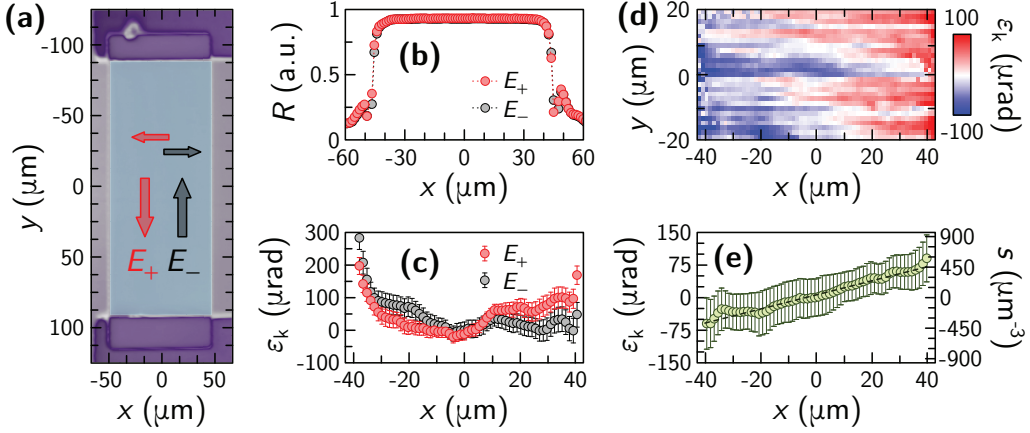 (a)
-100
-50
0
50
100
y (μm)
E₊ E₋
-50 0 50
x (μm)
(b)
1
0.5
0
R (a.u.)
E₊
E₋
-60 -30 0 30 60
x (μm)
(c)
300
200
100
0
-100
εₖ (μrad)
E₊
E₋
-40 -20 0 20 40
x (μm)
(d)
20
0
-20
y (μm)
-40 -20 0 20 40
x (μm)
100
-100
εₖ (μrad)
(e)
150
75
0
-75
-150
εₖ (μrad)
900
450
0
-450
-900
s (μm⁻³)
-40 -20 0 20 40
x (μm)